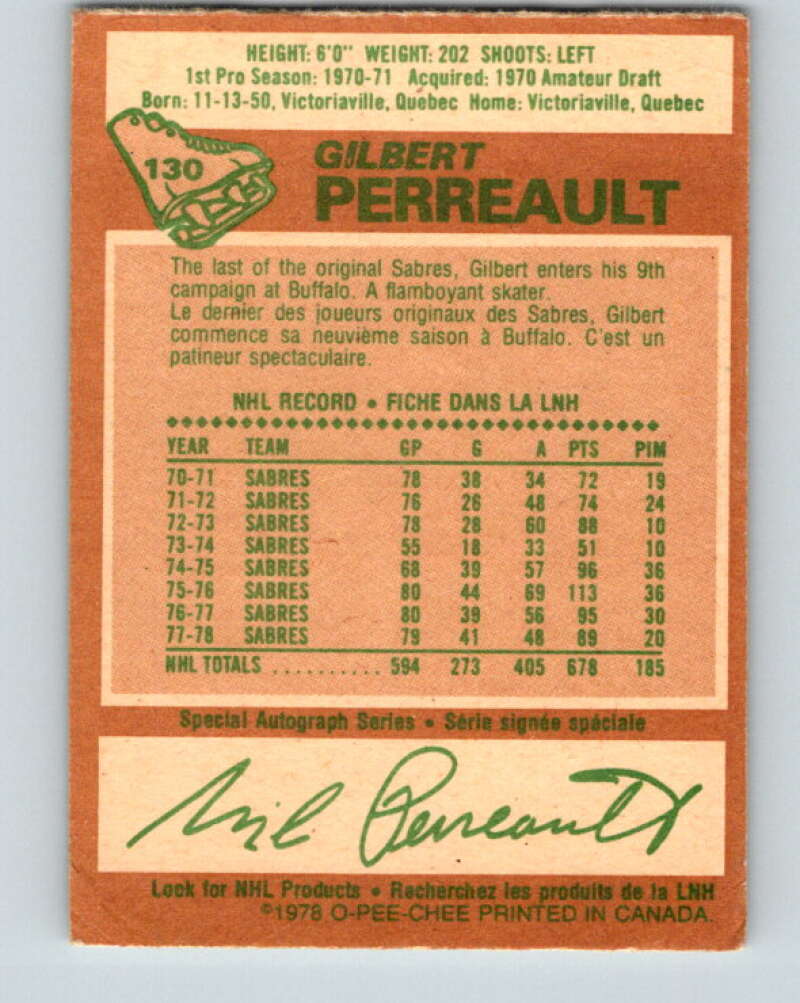 HEIGHT: 6'0" WEIGHT: 202 SHOOTS: LEFT
1st Pro Season: 1970-71 Acquired: 1970 Amateur Draft
Born: 11-13-50, Victoriaville, Quebec Home: Victoriaville, Quebec
130
GILBERT
PERREAULT
The last of the original Sabres, Gilbert enters his 9th
campaign at Buffalo. A flamboyant skater.
Le dernier des joueurs originaux des Sabres, Gilbert
commence sa neuvième saison à Buffalo. C'est un
patineur spectaculaire.
NHL RECORD • FICHE DANS LA LNH
YEAR TEAM GP G A PTS PIM
70-71 SABRES 78 38 34 72 19
71-72 SABRES 76 26 48 74 24
72-73 SABRES 78 28 60 88 10
73-74 SABRES 55 18 33 51 10
74-75 SABRES 68 39 57 96 36
75-76 SABRES 80 44 69 113 36
76-77 SABRES 80 39 56 95 30
77-78 SABRES 79 41 48 89 20
NHL TOTALS .......... 594 273 405 678 185
Special Autograph Series • Série signée spéciale
Gil Perreault
Look for NHL Products • Recherchez les produits de la LNH
©1978 O-PEE-CHEE PRINTED IN CANADA.